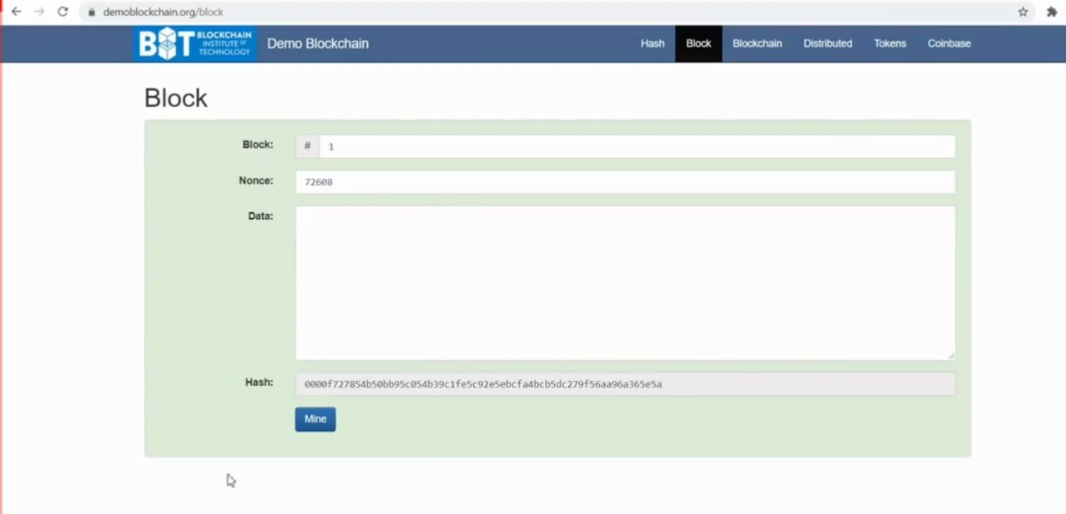 demoblockchain.org/block
BLOCKCHAIN
BOT INSTITUTE OF
TECHNOLOGY
Demo Blockchain
Hash Block Blockchain Distributed Tokens Coinbase
Block
Block: # 1
Nonce: 72608
Data:
Hash: 0000f727854b50bb95c054b39c1fe5c92e5ebcfa4bcb5dc279f56aa96a365e5a
Mine